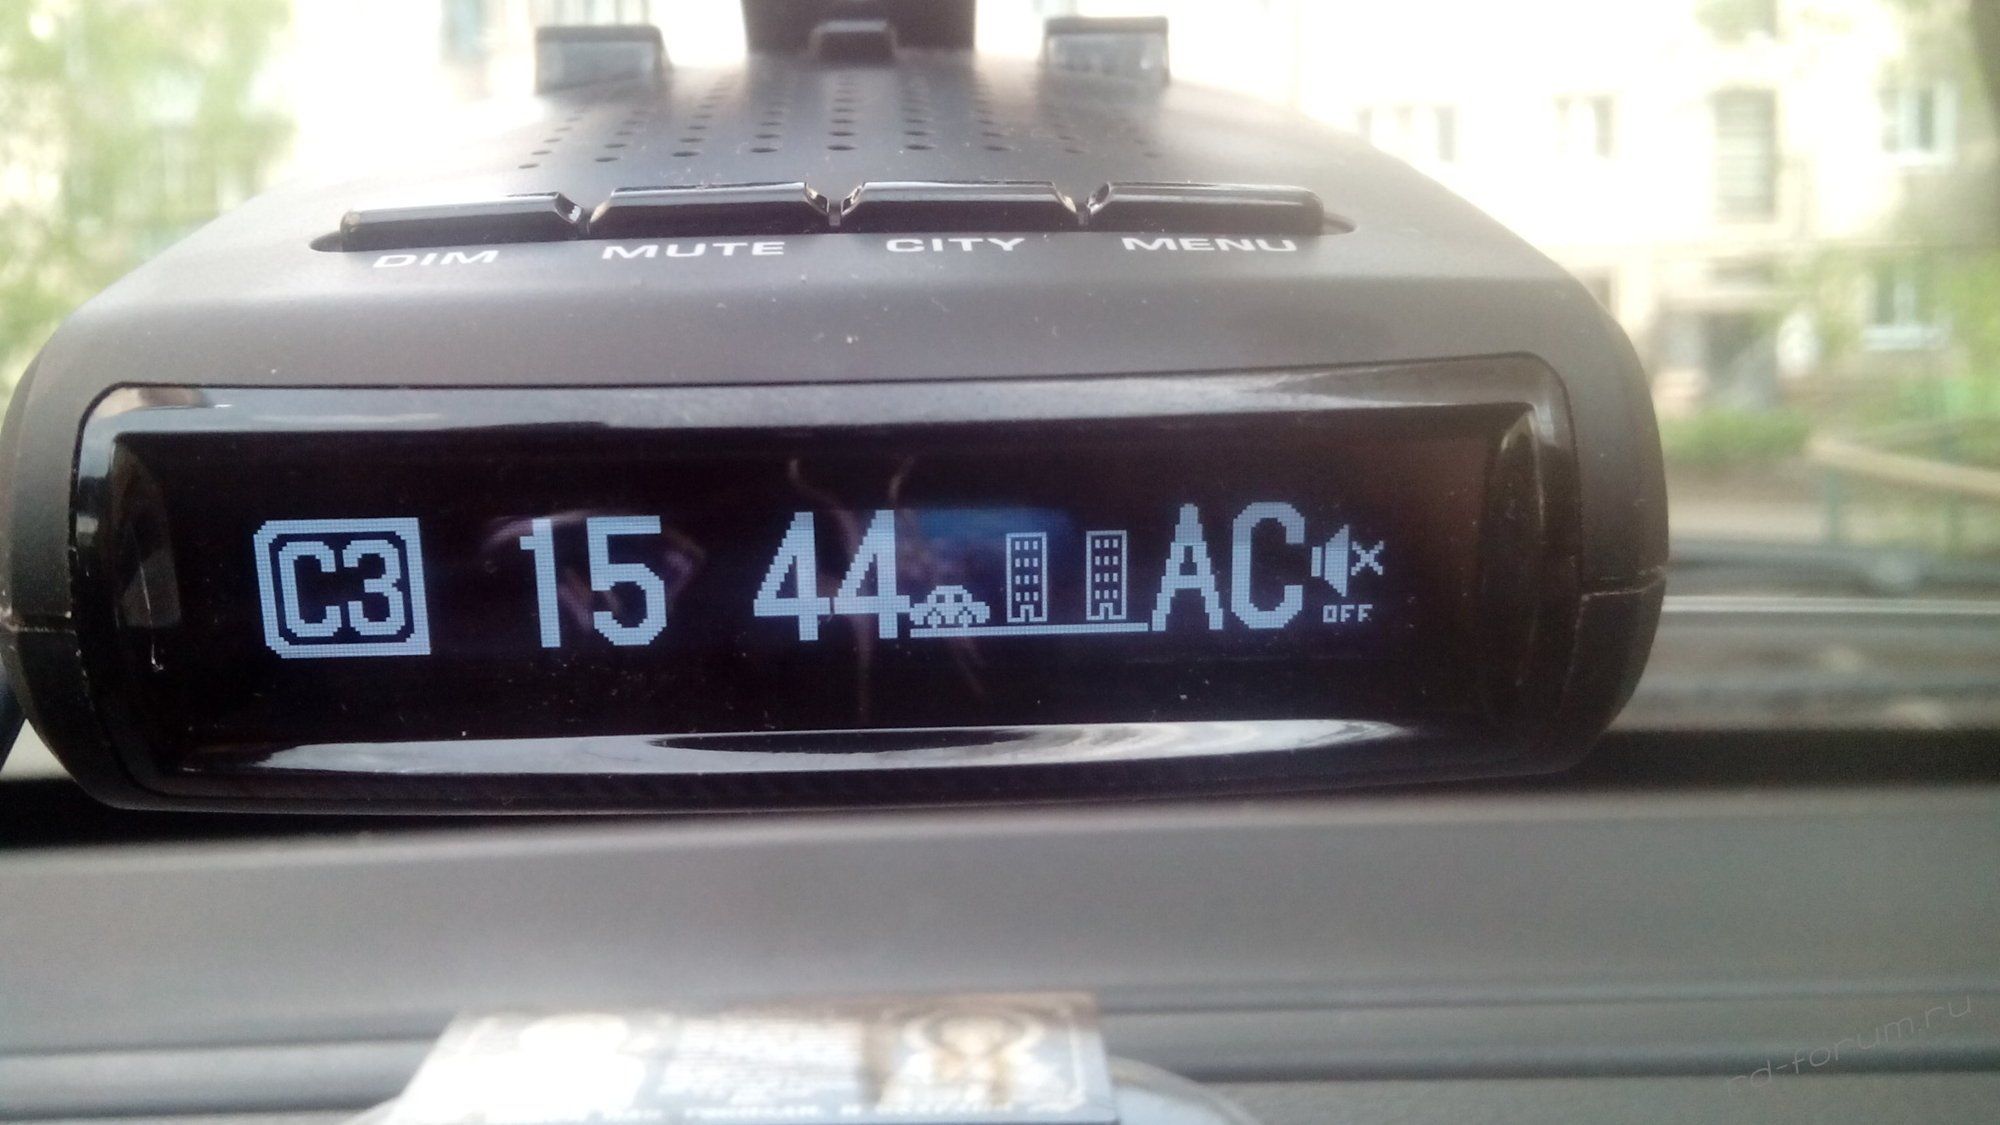 DIM MUTE CITY MENU
C3 15 44 AC
OFF
rd-forum.ru